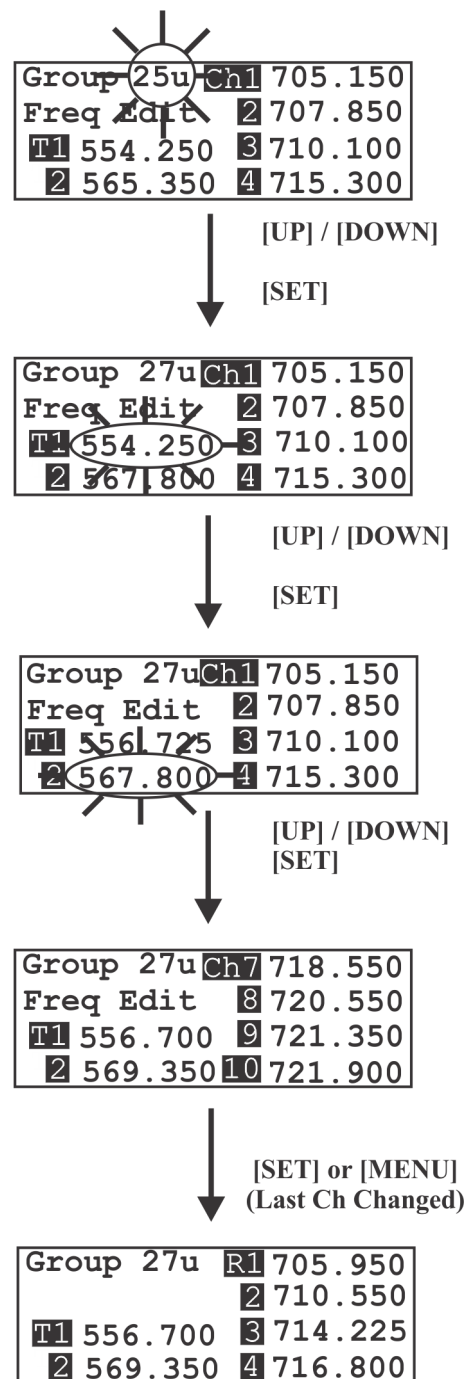 Group 25u Ch1 705.150
Freq Edit 2 707.850
T1 554.250 3 710.100
2 565.350 4 715.300
[UP] / [DOWN]
[SET]
Group 27u Ch1 705.150
Freq Edit 2 707.850
T1 554.250 3 710.100
2 567.800 4 715.300
[UP] / [DOWN]
[SET]
Group 27u Ch1 705.150
Freq Edit 2 707.850
T1 556.725 3 710.100
2 567.800 4 715.300
[UP] / [DOWN]
[SET]
Group 27u Ch7 718.550
Freq Edit 8 720.550
T1 556.700 9 721.350
2 569.350 10 721.900
[SET] or [MENU]
(Last Ch Changed)
Group 27u R1 705.950
2 710.550
T1 556.700 3 714.225
2 569.350 4 716.800